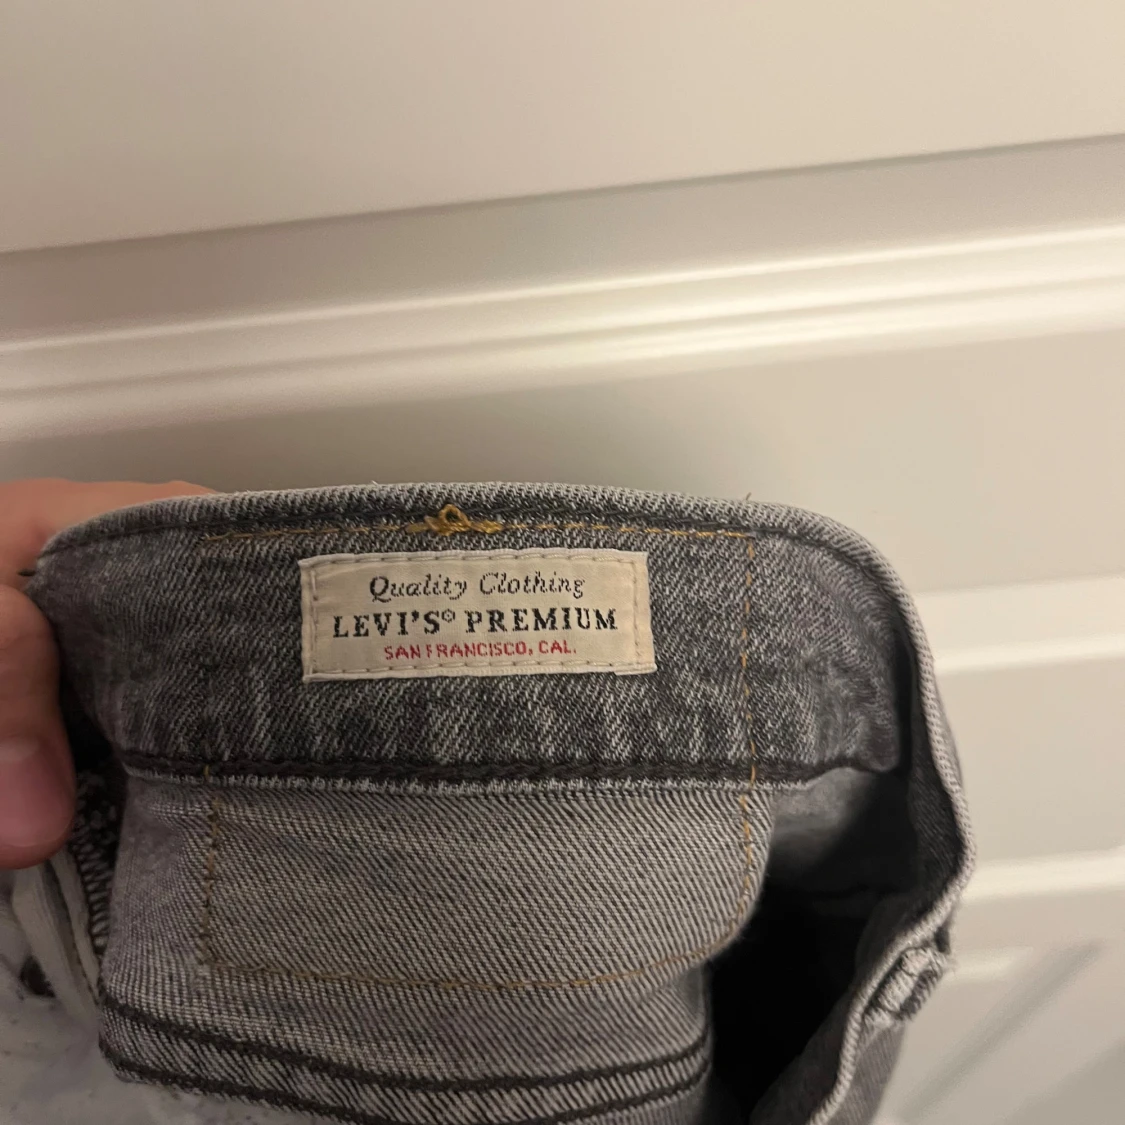 Quality Clothing
LEVI'S® PREMIUM
SAN FRANCISCO, CAL.